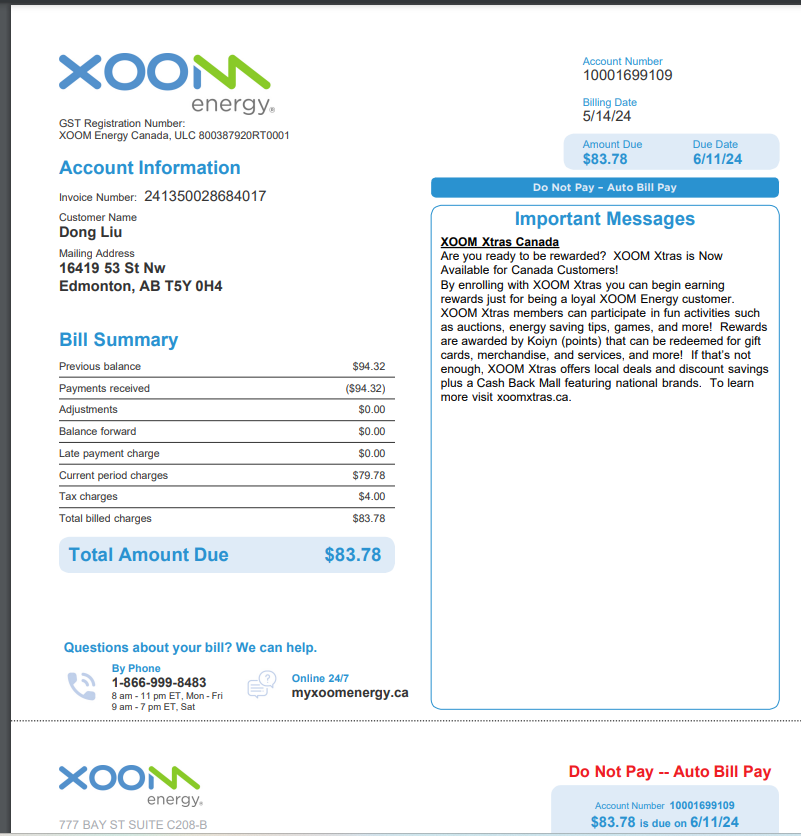 XOOM
energy®
GST Registration Number:
XOOM Energy Canada, ULC 800387920RT0001
Account Number
10001699109
Billing Date
5/14/24
Amount Due Due Date
$83.78 6/11/24
Do Not Pay – Auto Bill Pay
Account Information
Invoice Number: 241350028684017
Customer Name
Dong Liu
Mailing Address
16419 53 St Nw
Edmonton, AB T5Y 0H4
Bill Summary
Previous balance $94.32
Payments received ($94.32)
Adjustments $0.00
Balance forward $0.00
Late payment charge $0.00
Current period charges $79.78
Tax charges $4.00
Total billed charges $83.78
Total Amount Due $83.78
Important Messages
XOOM Xtras Canada
Are you ready to be rewarded? XOOM Xtras is Now
Available for Canada Customers!
By enrolling with XOOM Xtras you can begin earning
rewards just for being a loyal XOOM Energy customer.
XOOM Xtras members can participate in fun activities such
as auctions, energy saving tips, games, and more! Rewards
are awarded by Koiyn (points) that can be redeemed for gift
cards, merchandise, and services, and more! If that's not
enough, XOOM Xtras offers local deals and discount savings
plus a Cash Back Mall featuring national brands. To learn
more visit xoomxtras.ca.
Questions about your bill? We can help.
By Phone
1-866-999-8483
8 am - 11 pm ET, Mon - Fri
9 am - 7 pm ET, Sat
?
Online 24/7
myxoomenergy.ca
XOOM
energy®
777 BAY ST SUITE C208-B
Do Not Pay -- Auto Bill Pay
Account Number 10001699109
$83.78 is due on 6/11/24